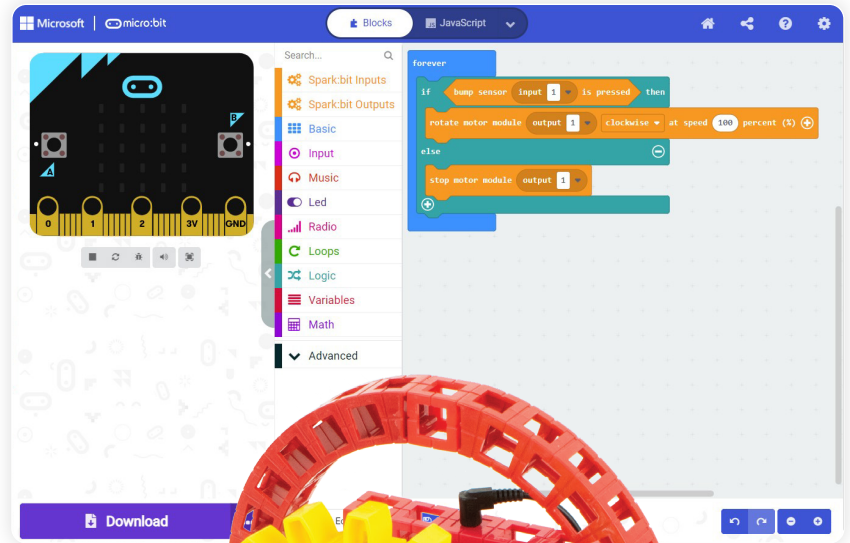 Microsoft micro:bit Blocks JavaScript
B
A
0 1 2 3V GND
Search...
Spark:bit Inputs
Spark:bit Outputs
Basic
Input
Music
Led
Radio
Loops
Logic
Variables
Math
Advanced
forever
if bump sensor input 1 is pressed then
rotate motor module output 1 clockwise at speed 100 percent (%)
else
stop motor module output 1
Download